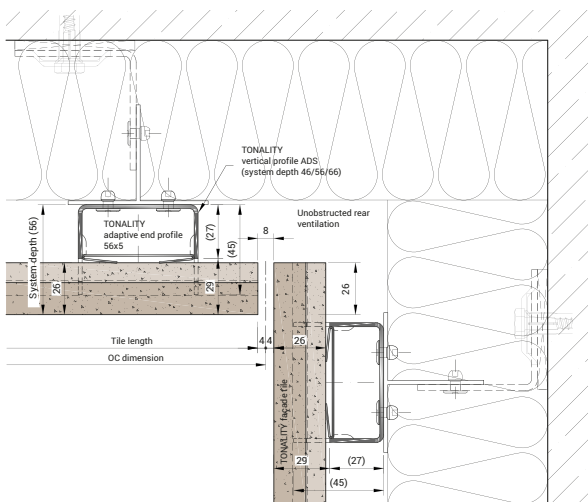 TONALITY
vertical profile ADS
(system depth 46/56/66)
TONALITY
adaptive end profile
56x5
8
Unobstructed rear
ventilation
System depth (56)
26
(27)
(45)
29
26
Tile length
4 4
26
OC dimension
TONALITY façade tile
29
(27)
(45)